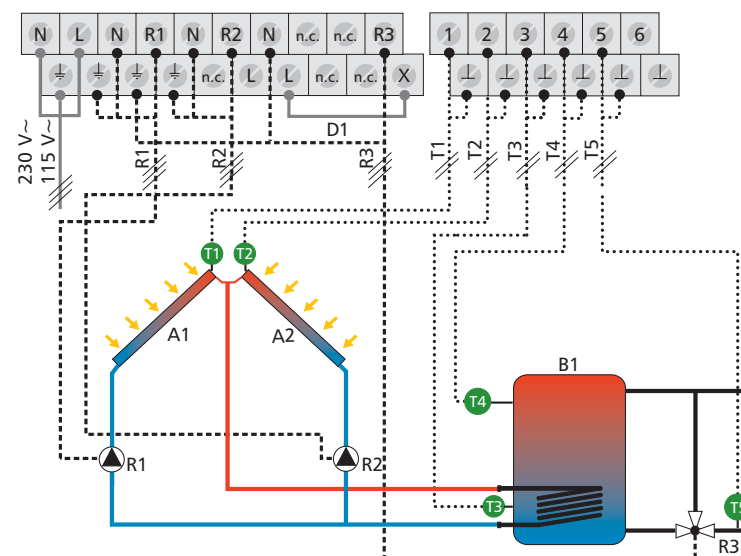 N L N R1 N R2 N n.c. n.c. R3
1 2 3 4 5 6
n.c. L L n.c. n.c. X
D1
230 V~
115 V~
R1
R2
R3
T1
T2
T3
T4
T5
T1 T2
A1 A2
B1
T4
R1 R2
T3
R3